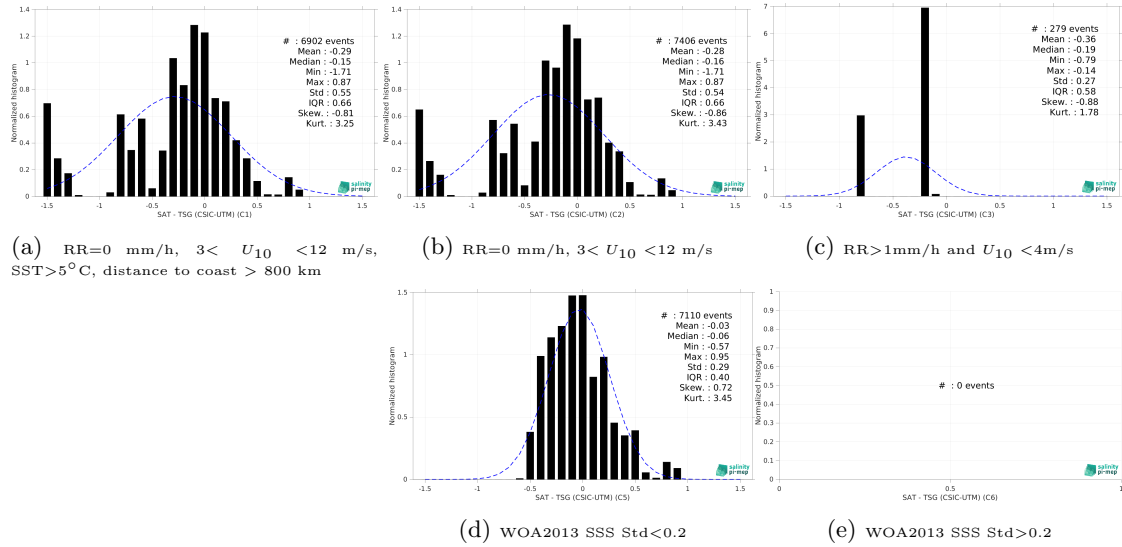 1.4
1.2
1
0.8
0.6
0.4
0.2
0
Normalized histogram
# : 6902 events
Mean : -0.29
Median : -0.15
Min : -1.71
Max : 0.87
Std : 0.55
IQR : 0.66
Skew. : -0.81
Kurt. : 3.25
salinity
pi-mep
-1.5 -1 -0.5 0 0.5 1 1.5
SAT - TSG (CSIC-UTM) (C1)
(a) RR=0 mm/h, 3< U10 <12 m/s,
SST>5°C, distance to coast > 800 km
1.4
1.2
1
0.8
0.6
0.4
0.2
0
Normalized histogram
# : 7406 events
Mean : -0.28
Median : -0.16
Min : -1.71
Max : 0.87
Std : 0.54
IQR : 0.66
Skew. : -0.86
Kurt. : 3.43
salinity
pi-mep
-1.5 -1 -0.5 0 0.5 1 1.5
SAT - TSG (CSIC-UTM) (C2)
(b) RR=0 mm/h, 3< U10 <12 m/s
7
6
5
4
3
2
1
0
Normalized histogram
# : 279 events
Mean : -0.36
Median : -0.19
Min : -0.79
Max : -0.14
Std : 0.27
IQR : 0.58
Skew. : -0.88
Kurt. : 1.78
salinity
pi-mep
-1.5 -1 -0.5 0 0.5 1 1.5
SAT - TSG (CSIC-UTM) (C3)
(c) RR>1mm/h and U10 <4m/s
1.5
1
0.5
0
Normalized histogram
# : 7110 events
Mean : -0.03
Median : -0.06
Min : -0.57
Max : 0.95
Std : 0.29
IQR : 0.40
Skew. : 0.72
Kurt. : 3.45
salinity
pi-mep
-1.5 -1 -0.5 0 0.5 1 1.5
SAT - TSG (CSIC-UTM) (C5)
(d) WOA2013 SSS Std<0.2
1
0.9
0.8
0.7
0.6
0.5
0.4
0.3
0.2
0.1
0
Normalized histogram
# : 0 events
salinity
pi-mep
0 1
SAT - TSG (CSIC-UTM) (C6)
(e) WOA2013 SSS Std>0.2